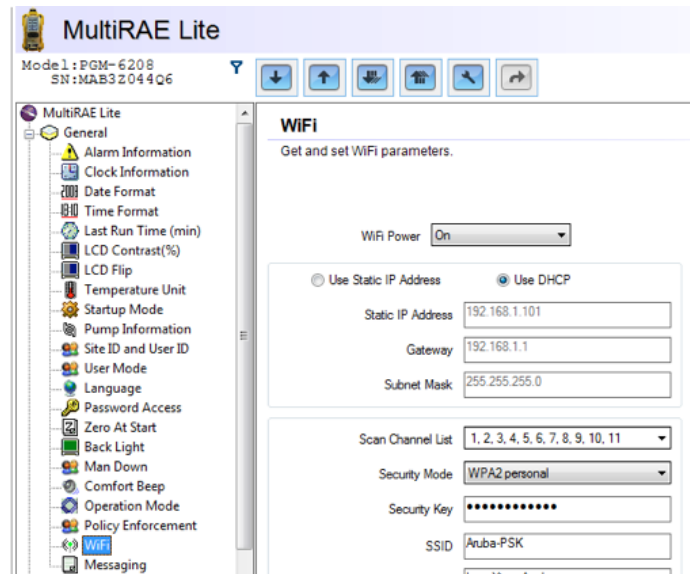 MultiRAE Lite
Model:PGM-6208
SN:MAB3Z044Q6
MultiRAE Lite
General
Alarm Information
Clock Information
Date Format
Time Format
Last Run Time (min)
LCD Contrast(%)
LCD Flip
Temperature Unit
Startup Mode
Pump Information
Site ID and User ID
User Mode
Language
Password Access
Zero At Start
Back Light
Man Down
Comfort Beep
Operation Mode
Policy Enforcement
WiFi
Messaging
WiFi
Get and set WiFi parameters.
WiFi Power On
Use Static IP Address Use DHCP
Static IP Address 192.168.1.101
Gateway 192.168.1.1
Subnet Mask 255.255.255.0
Scan Channel List 1, 2, 3, 4, 5, 6, 7, 8, 9, 10, 11
Security Mode WPA2 personal
Security Key ••••••••••••
SSID Aruba-PSK